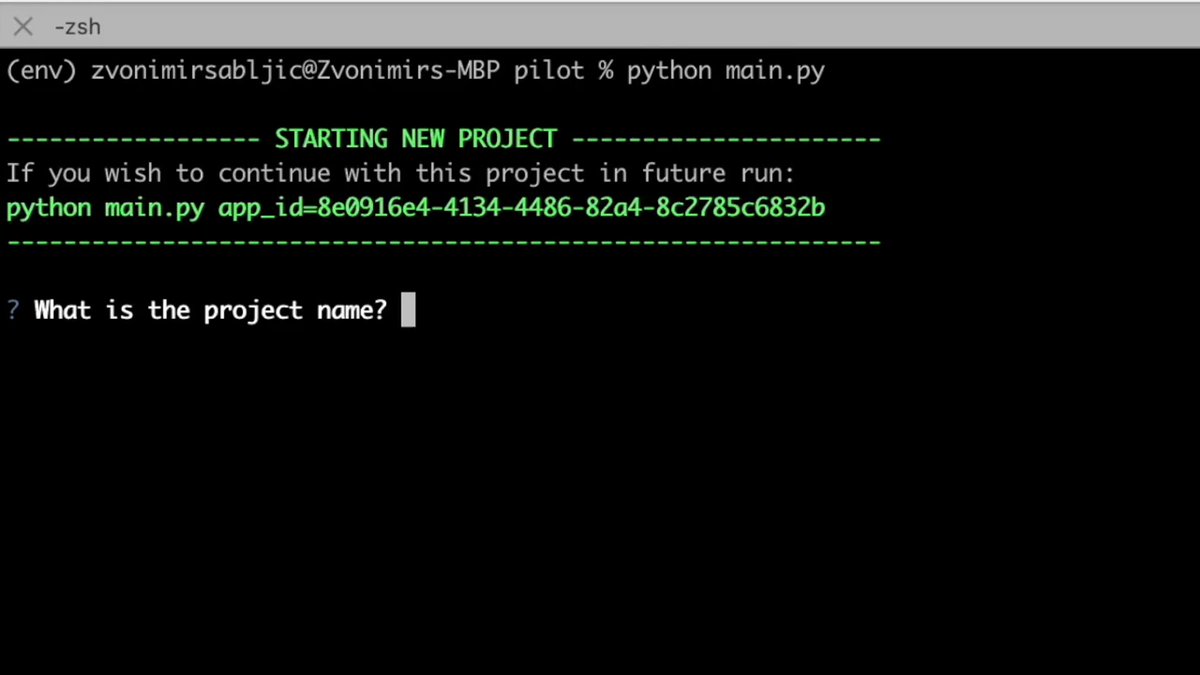 -zsh
(env) zvonimirsabljic@Zvonimirs-MBP pilot % python main.py
------------------ STARTING NEW PROJECT ----------------------
If you wish to continue with this project in future run:
python main.py app_id=8e0916e4-4134-4486-82a4-8c2785c6832b
--------------------------------------------------------------
? What is the project name?